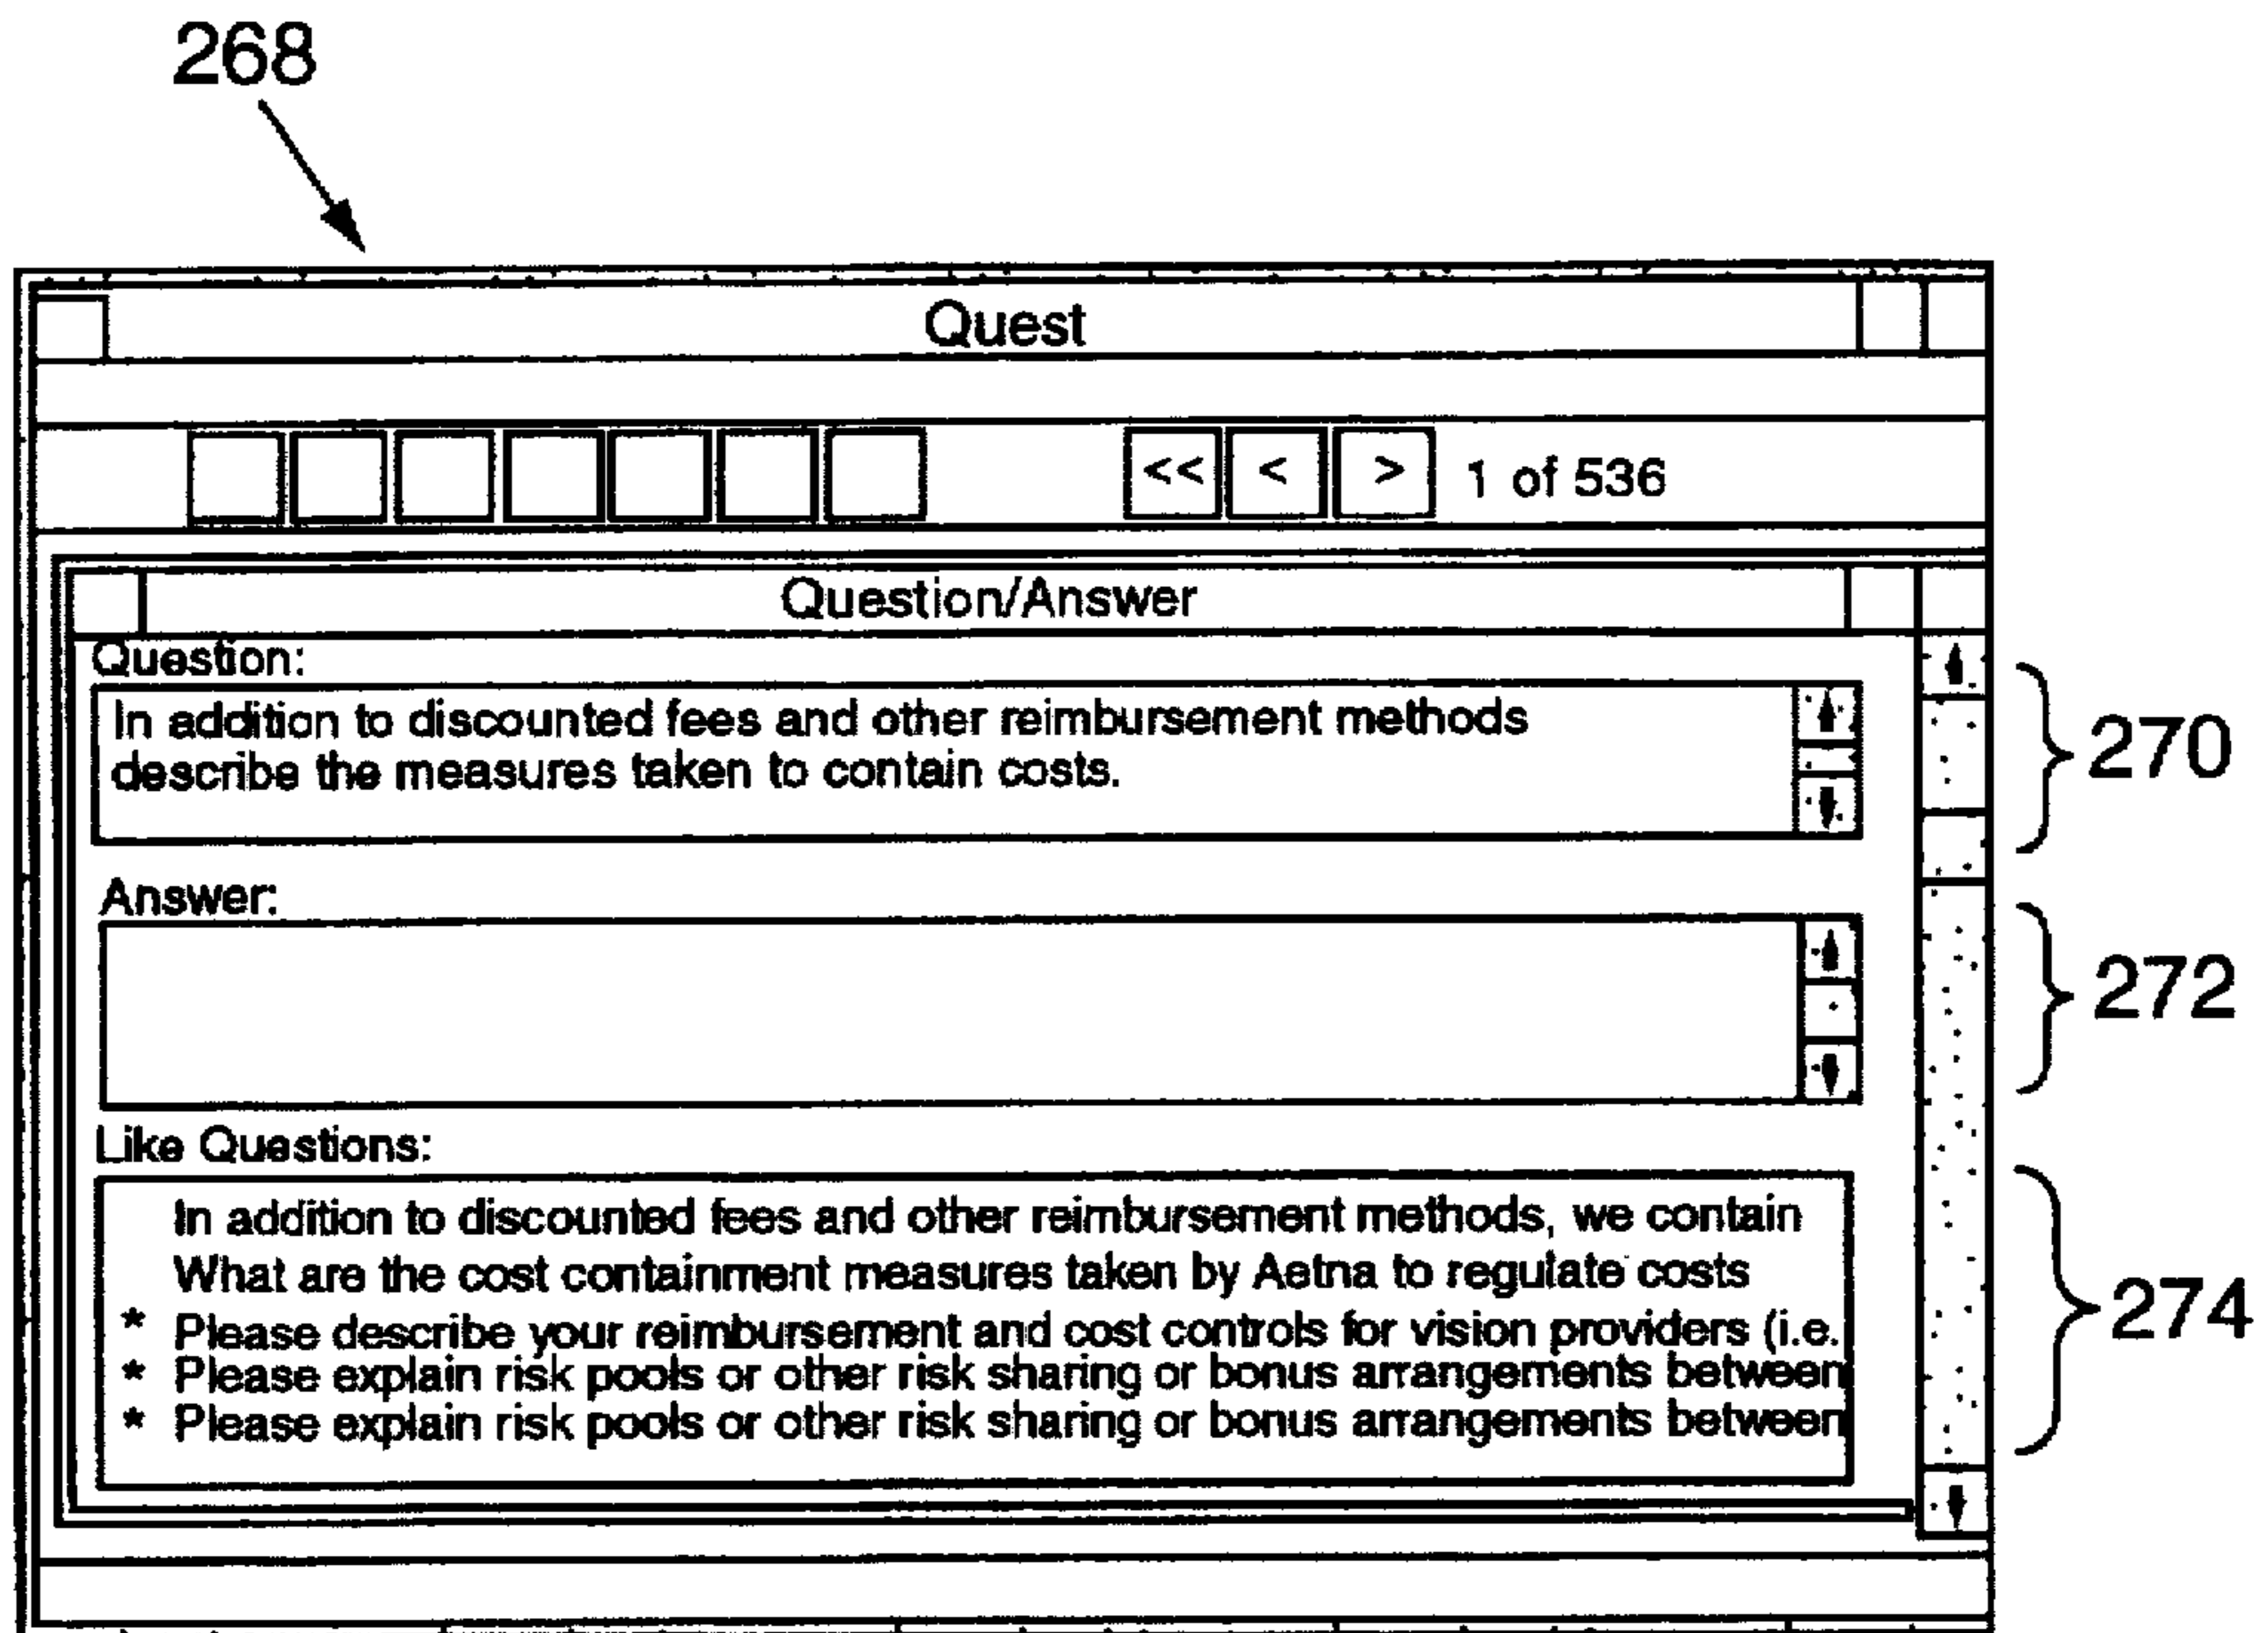 268
Quest
<< < > 1 of 536
Question/Answer
Question:
In addition to discounted fees and other reimbursement methods
describe the measures taken to contain costs.
270
Answer:
272
Like Questions:
In addition to discounted fees and other reimbursement methods, we contain
What are the cost containment measures taken by Aetna to regulate costs
* Please describe your reimbursement and cost controls for vision providers (i.e.
* Please explain risk pools or other risk sharing or bonus arrangements between
* Please explain risk pools or other risk sharing or bonus arrangements between
274